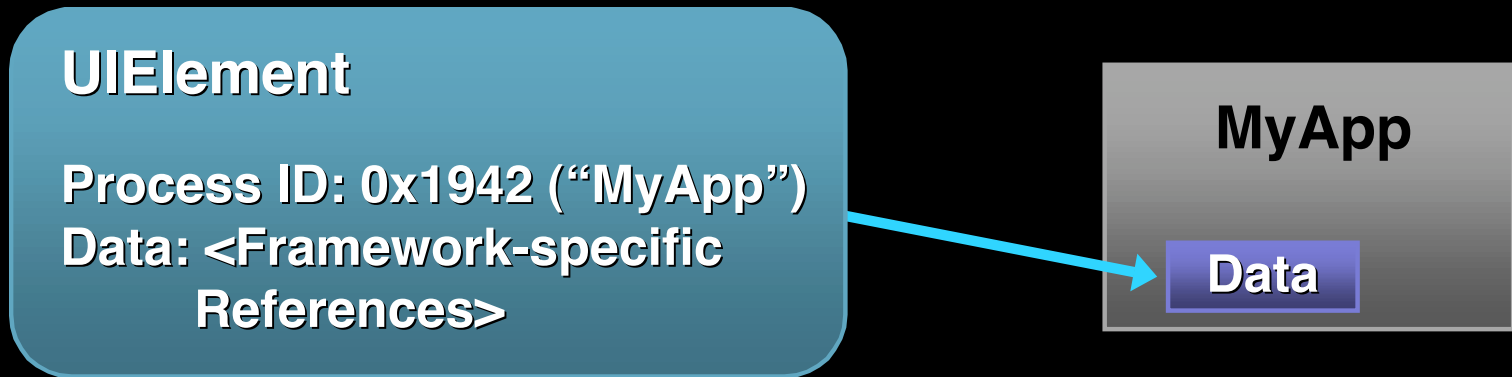 UIElement
Process ID: 0x1942 (“MyApp”)
Data: <Framework-specific
References>
MyApp
Data